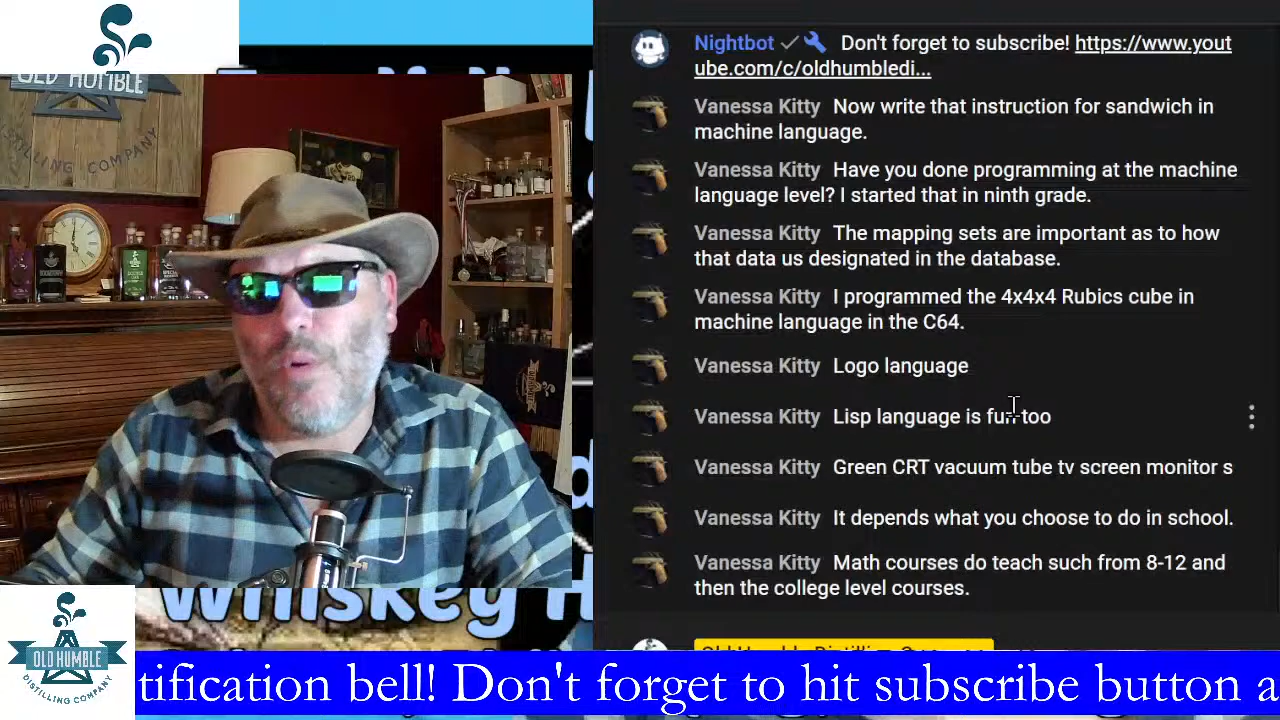 OLD HUMBLE
DISTILLING COMPANY
Nightbot Don't forget to subscribe! https://www.yout
ube.com/c/oldhumbledi...
Vanessa Kitty Now write that instruction for sandwich in
machine language.
Vanessa Kitty Have you done programming at the machine
language level? I started that in ninth grade.
Vanessa Kitty The mapping sets are important as to how
that data us designated in the database.
Vanessa Kitty I programmed the 4x4x4 Rubics cube in
machine language in the C64.
Vanessa Kitty Logo language
Vanessa Kitty Lisp language is fun too
Vanessa Kitty Green CRT vacuum tube tv screen monitor s
Vanessa Kitty It depends what you choose to do in school.
Vanessa Kitty Math courses do teach such from 8-12 and
then the college level courses.
Whiskey H
OLD HUMBLE
DISTILLING COMPANY
tification bell! Don't forget to hit subscribe button a